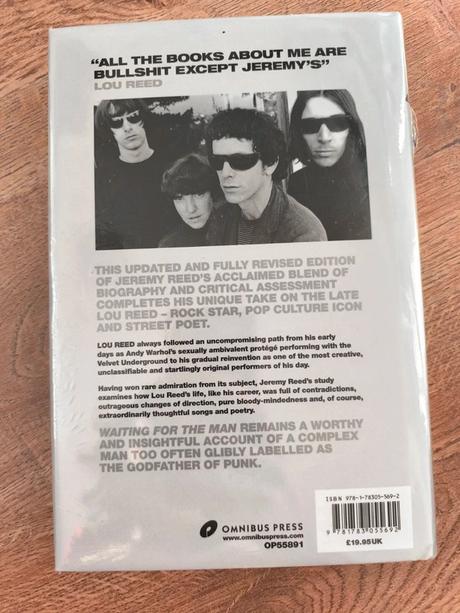 “ALL THE BOOKS ABOUT ME ARE
BULLSHIT EXCEPT JEREMY’S”
LOU REED
THIS UPDATED AND FULLY REVISED EDITION
OF JEREMY REED’S ACCLAIMED BLEND OF
BIOGRAPHY AND CRITICAL ASSESSMENT
COMPLETES HIS UNIQUE TAKE ON THE LATE
LOU REED – ROCK STAR, POP CULTURE ICON
AND STREET POET.
LOU REED always followed an uncompromising path from his early
days as Andy Warhol’s sexually ambivalent protégé performing with the
Velvet Underground to his gradual reinvention as one of the most creative,
unclassifiable and startlingly original performers of his day.
Having won rare admiration from its subject, Jeremy Reed’s study
examines how Lou Reed’s life, like his career, was full of contradictions,
outrageous changes of direction, pure bloody-mindedness and, of course,
extraordinarily thoughtful songs and poetry.
WAITING FOR THE MAN REMAINS A WORTHY
AND INSIGHTFUL ACCOUNT OF A COMPLEX
MAN TOO OFTEN GLIBLY LABELLED AS
THE GODFATHER OF PUNK.
ISBN 978-1-78305-569-2
9 781783 055692
£19.95UK
OMNIBUS PRESS
www.omnibuspress.com
OP55891